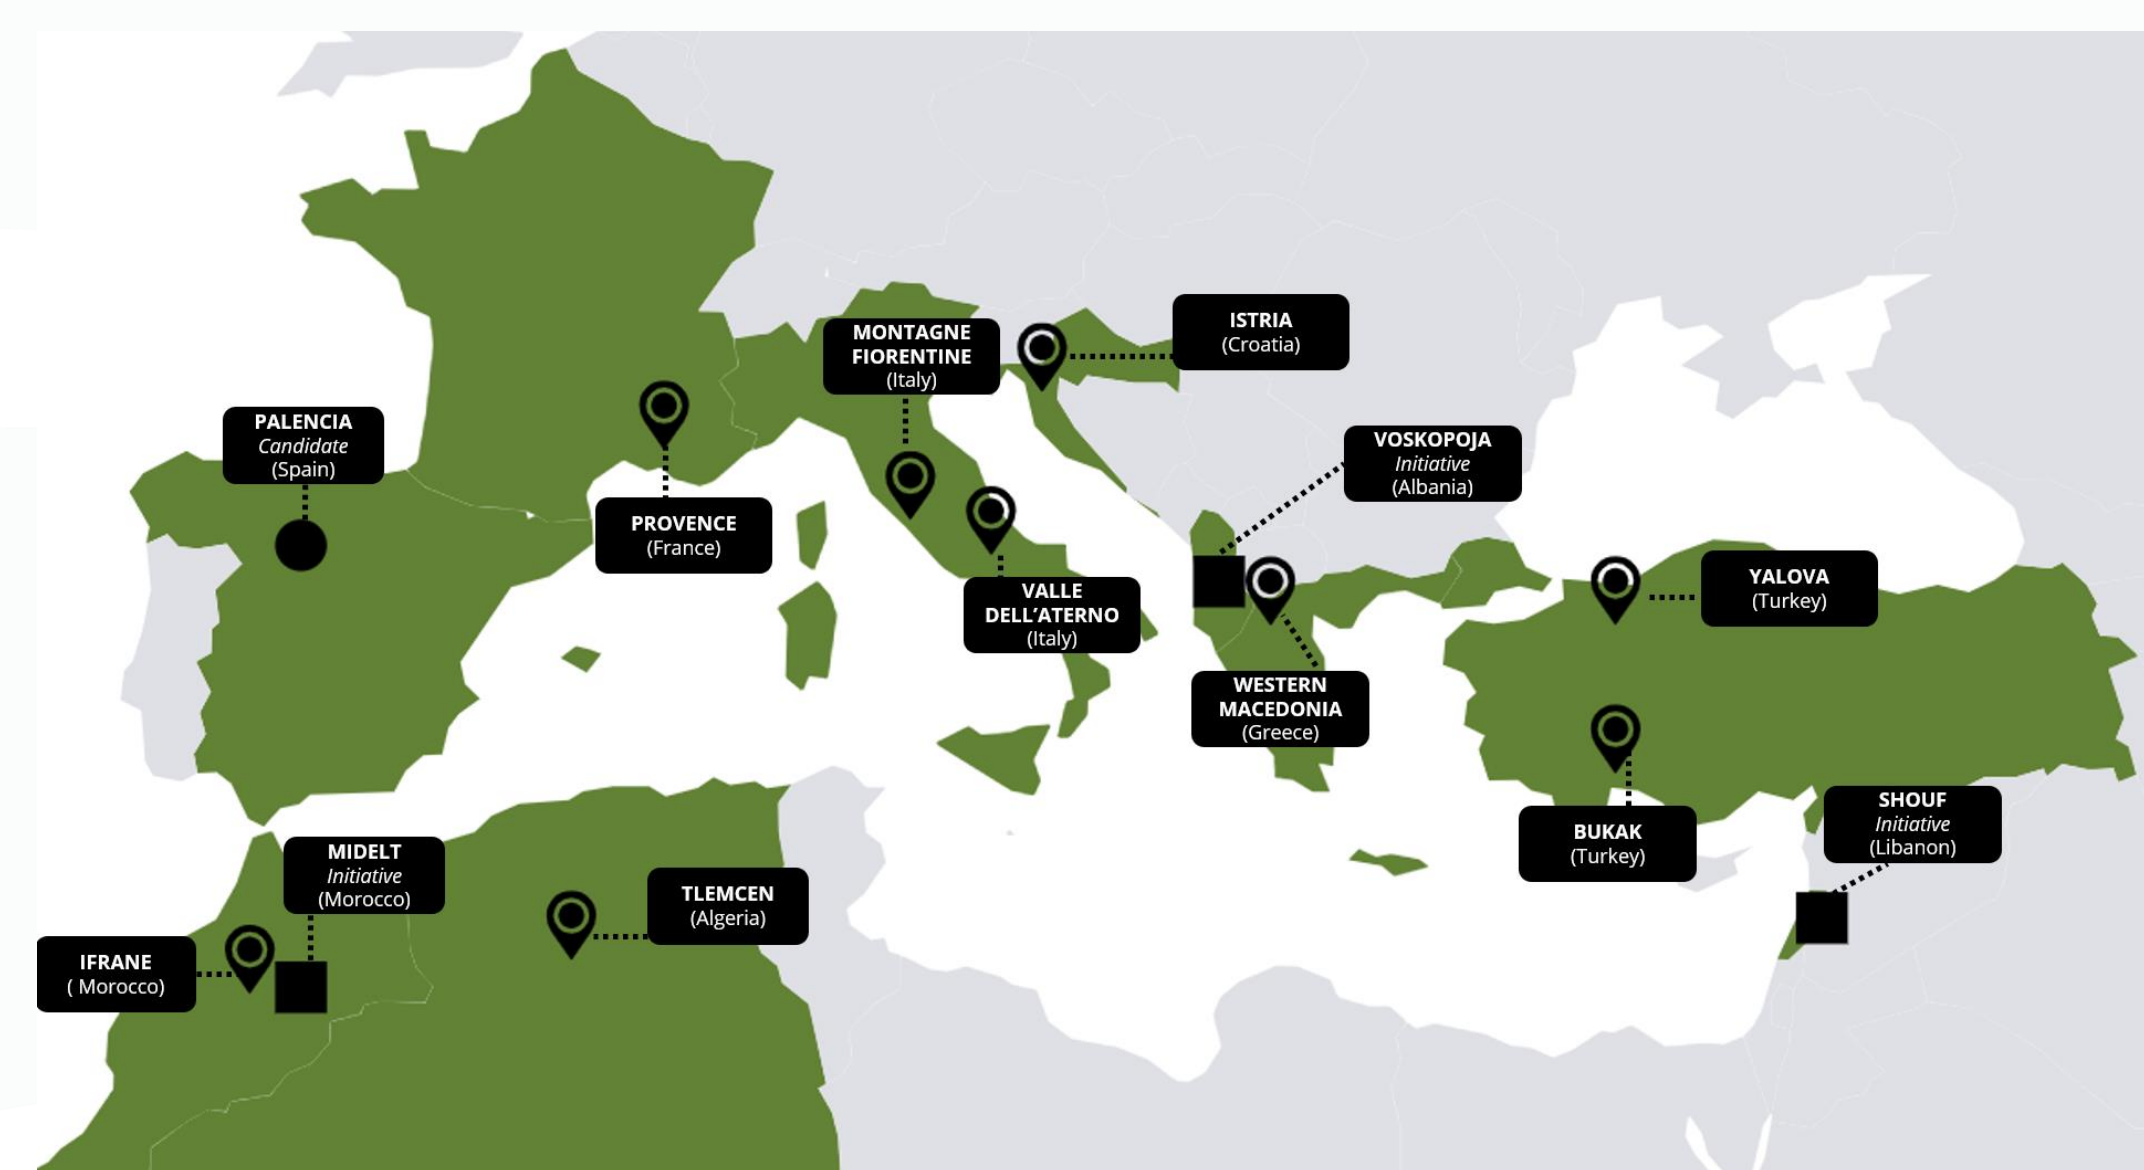 ISTRIA
(Croatia)
MONTAGNE
FIORENTINE
(Italy)
PALENCIA
Candidate
(Spain)
VOSKOPOJA
Initiative
(Albania)
PROVENCE
(France)
YALOVA
(Turkey)
VALLE
DELL’ATERNO
(Italy)
WESTERN
MACEDONIA
(Greece)
SHOUF
Initiative
(Libanon)
BUKAK
(Turkey)
MIDELT
Initiative
(Morocco)
TLEMCEN
(Algeria)
IFRANE
( Morocco)